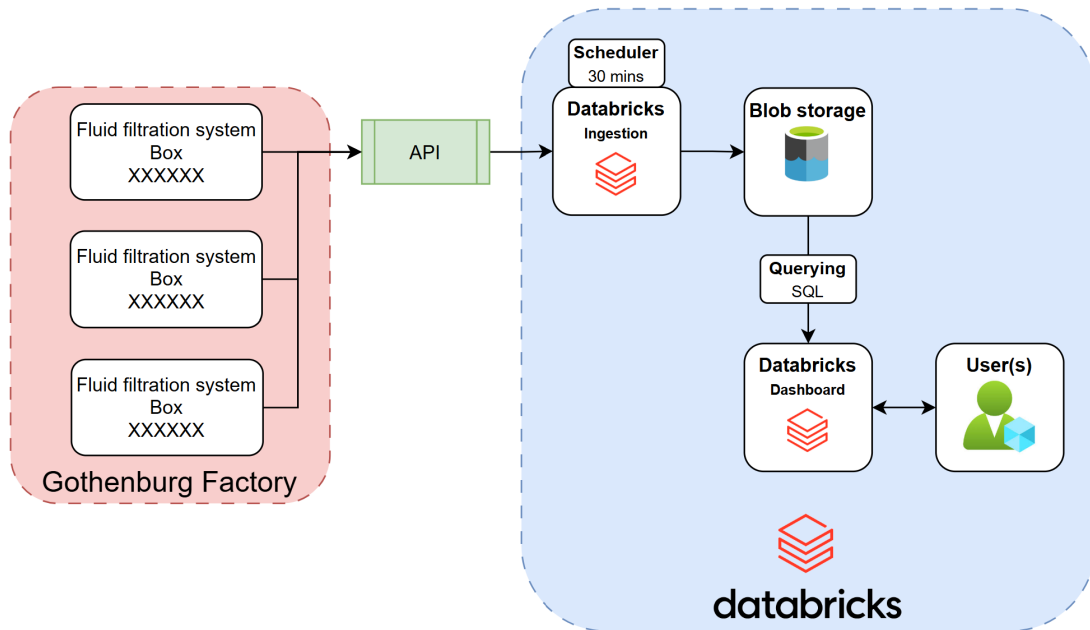 Fluid filtration system
Box
XXXXXX
Fluid filtration system
Box
XXXXXX
Fluid filtration system
Box
XXXXXX
Gothenburg Factory
API
Scheduler
30 mins
Databricks
Ingestion
Blob storage
Querying
SQL
Databricks
Dashboard
User(s)
databricks